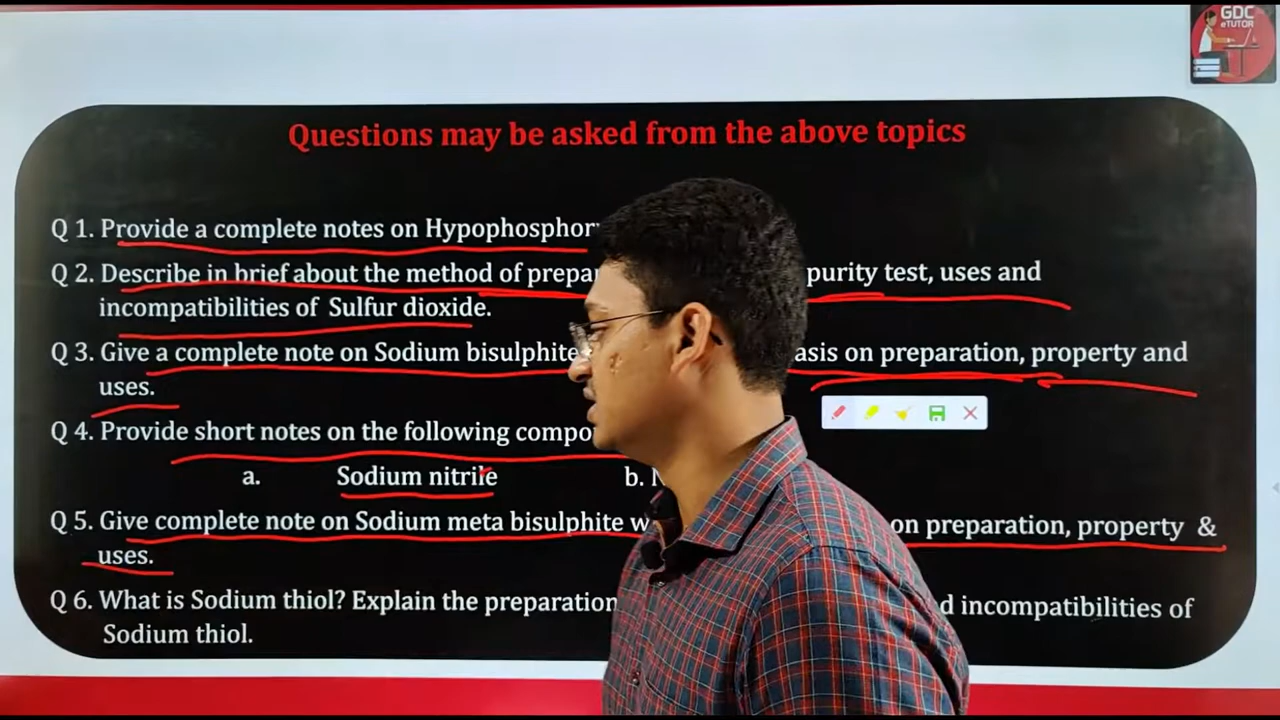 GDC
eTUTOR
Questions may be asked from the above topics
Q 1. Provide a complete notes on
Q 2. Describe in brief about the method of purity test, uses and
incompatibilities of Sulfur dioxide.
Q 3. Give a complete note on Sodium bisulphite on preparation, property and
uses.
Q 4. Provide short notes on the following
a. Sodium nitrile b.
Q 5. Give complete note on Sodium meta bisulphite on preparation, property &
uses.
Q 6. What is Sodium thiol? Explain the preparation incompatibilities of
Sodium thiol.